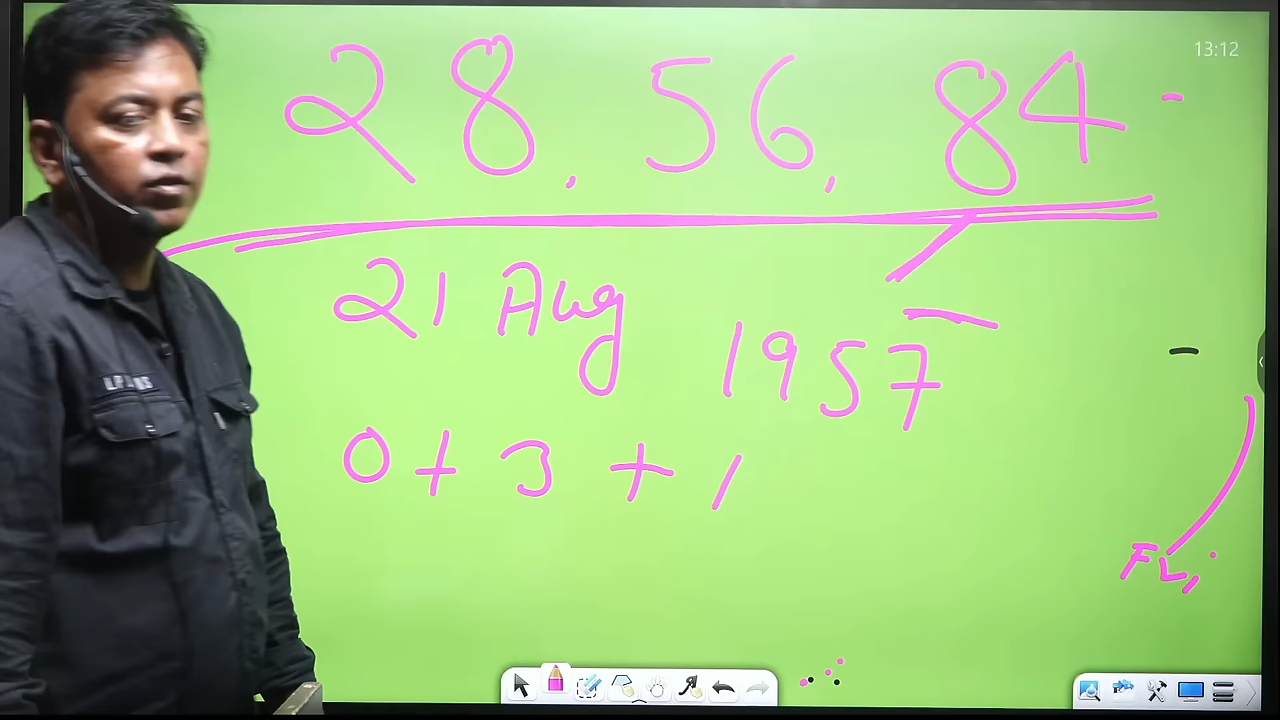 13:12
28, 56, 84 -
21 Aug 1957
0 + 3 + 1